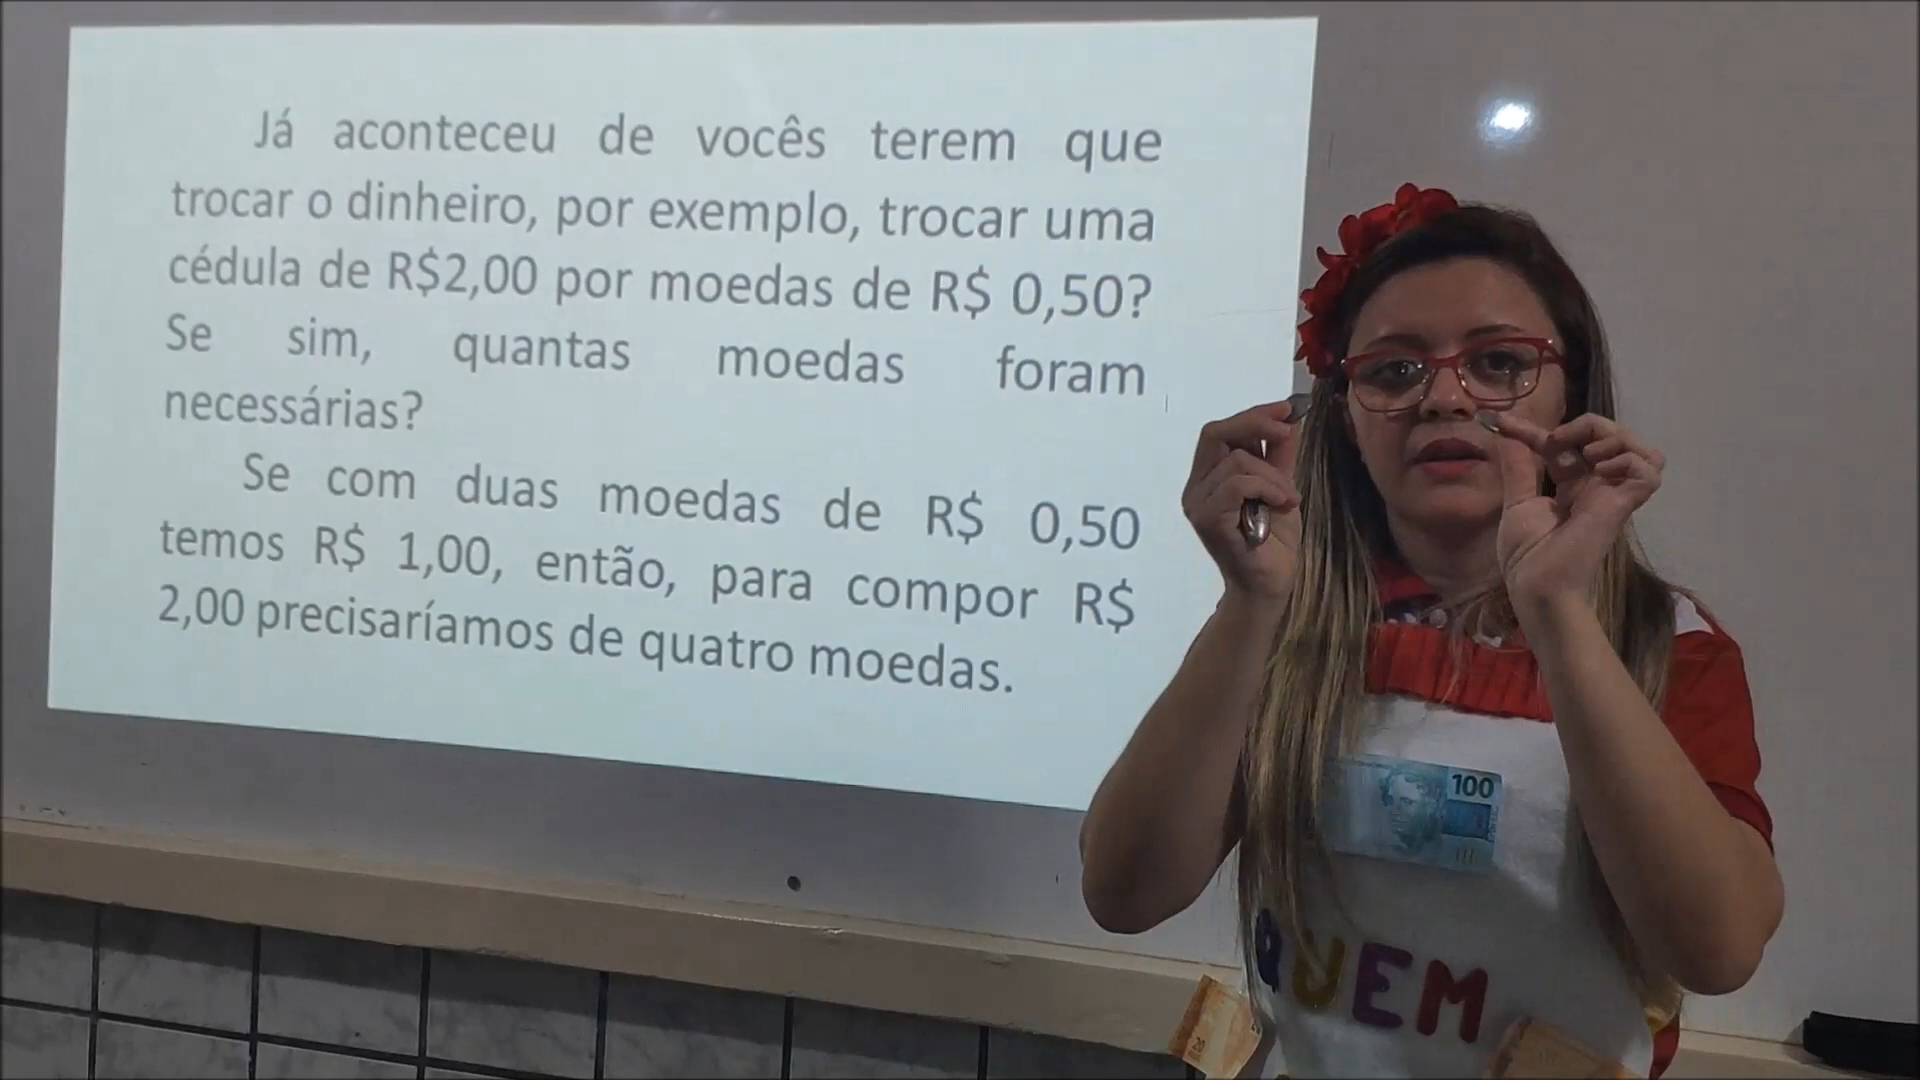 Já aconteceu de vocês terem que
trocar o dinheiro, por exemplo, trocar uma
cédula de R$2,00 por moedas de R$ 0,50?
Se sim, quantas moedas foram
necessárias?
Se com duas moedas de R$ 0,50
temos R$ 1,00, então, para compor R$
2,00 precisaríamos de quatro moedas.
100
QUEM
20